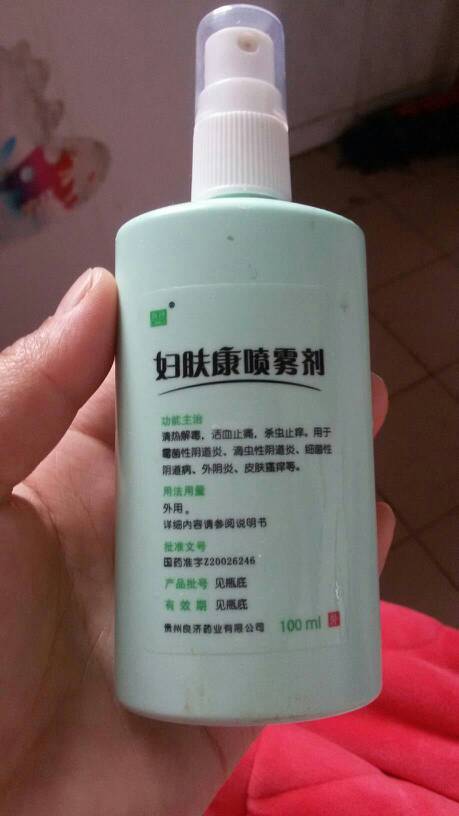 ®
妇肤康喷雾剂
功能主治
清热解毒，活血止痛，杀虫止痒。用于
霉菌性阴道炎、滴虫性阴道炎、细菌性
阴道病、外阴炎、皮肤瘙痒等。
用法用量
外用。
详细内容请参阅说明书
批准文号
国药准字Z20026246
产品批号 见瓶底
有效期 见瓶底
贵州良济药业有限公司 100ml 外